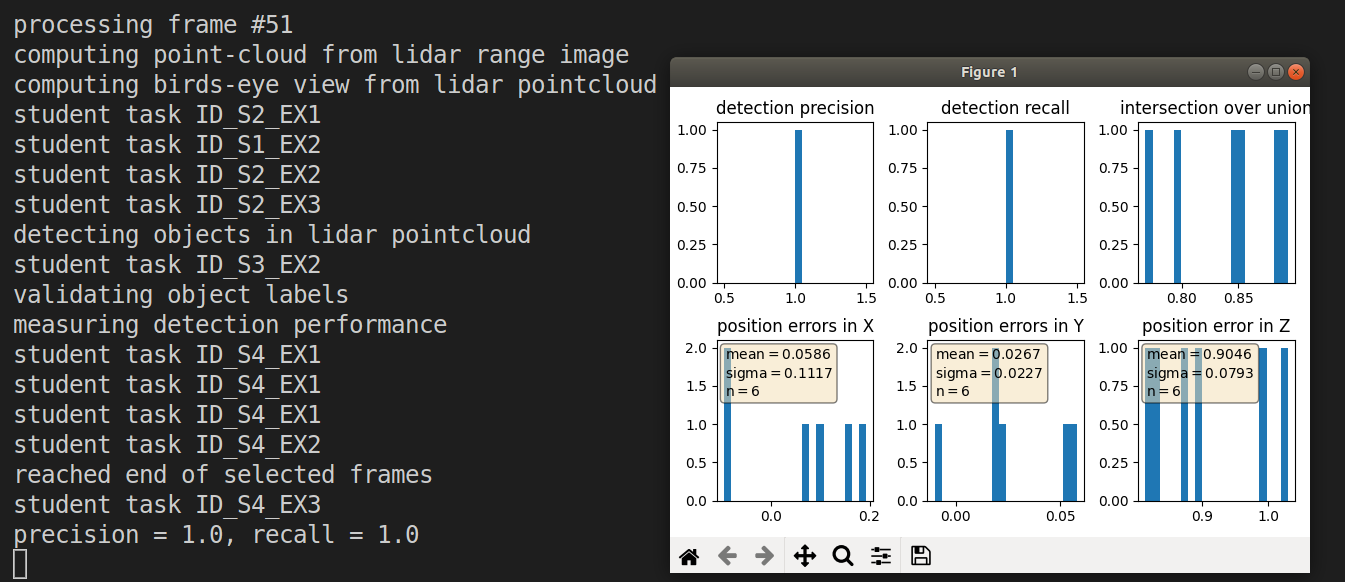 processing frame #51
computing point-cloud from lidar range image
computing birds-eye view from lidar pointcloud
student task ID_S2_EX1
student task ID_S1_EX2
student task ID_S2_EX2
student task ID_S2_EX3
detecting objects in lidar pointcloud
student task ID_S3_EX2
validating object labels
measuring detection performance
student task ID_S4_EX1
student task ID_S4_EX1
student task ID_S4_EX1
student task ID_S4_EX2
reached end of selected frames
student task ID_S4_EX3
precision = 1.0, recall = 1.0
Figure 1
detection precision
1.00
0.75
0.50
0.25
0.00
0.5 1.0 1.5
detection recall
1.00
0.75
0.50
0.25
0.00
0.5 1.0 1.5
intersection over union
1.00
0.75
0.50
0.25
0.00
0.80 0.85
position errors in X
2.0
1.5
1.0
0.5
0.0
mean = 0.0586
sigma = 0.1117
n = 6
0.0 0.2
position errors in Y
2.0
1.5
1.0
0.5
0.0
mean = 0.0267
sigma = 0.0227
n = 6
0.00 0.05
position error in Z
1.00
0.75
0.50
0.25
0.00
mean = 0.9046
sigma = 0.0793
n = 6
0.9 1.0